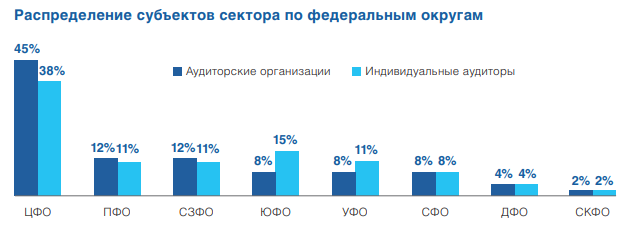 Распределение субъектов сектора по федеральным округам
45%
38%
Аудиторские организации
Индивидуальные аудиторы
12% 11%
12% 11%
8% 15%
8% 11%
8% 8%
4% 4%
2% 2%
ЦФО ПФО СЗФО ЮФО УФО СФО ДФО СКФО